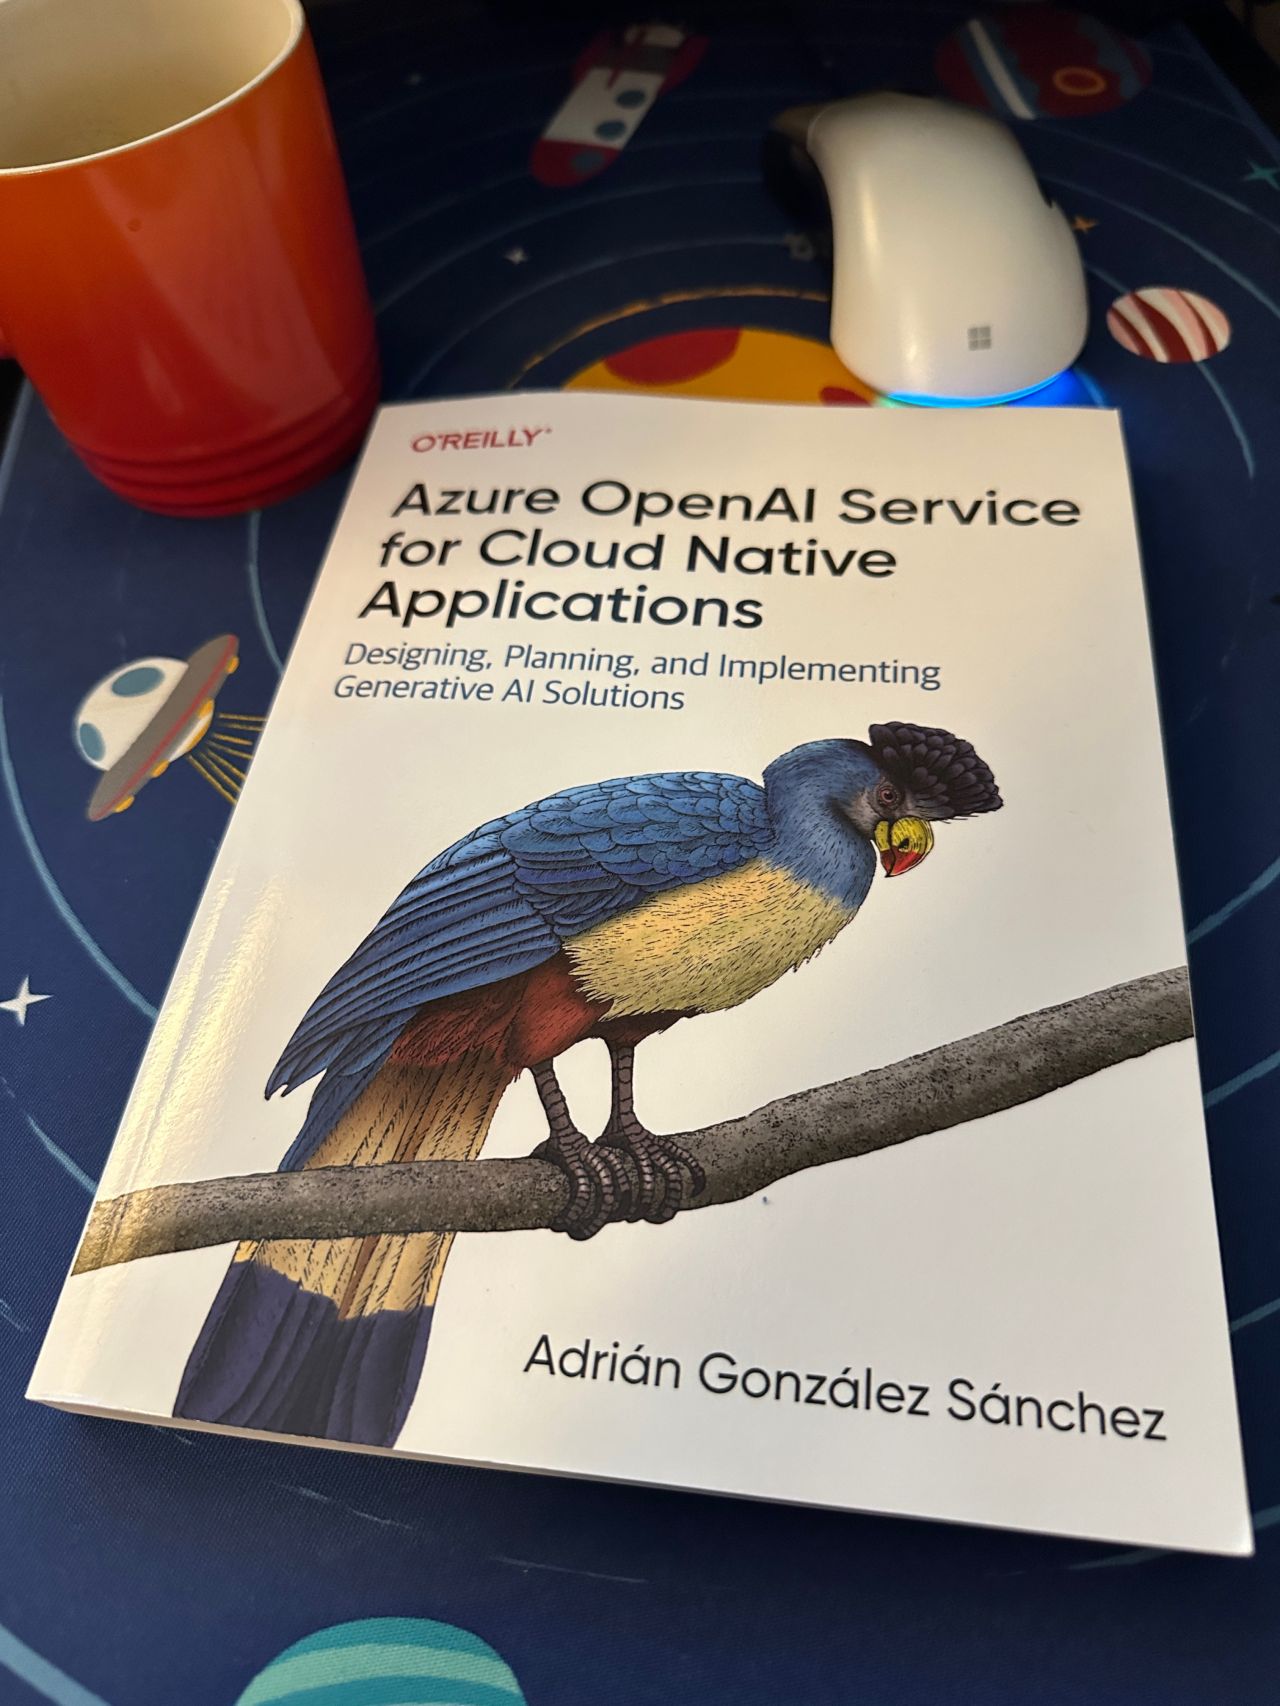 O'REILLY®
Azure OpenAI Service
for Cloud Native
Applications
Designing, Planning, and Implementing
Generative AI Solutions
Adrián González Sánchez